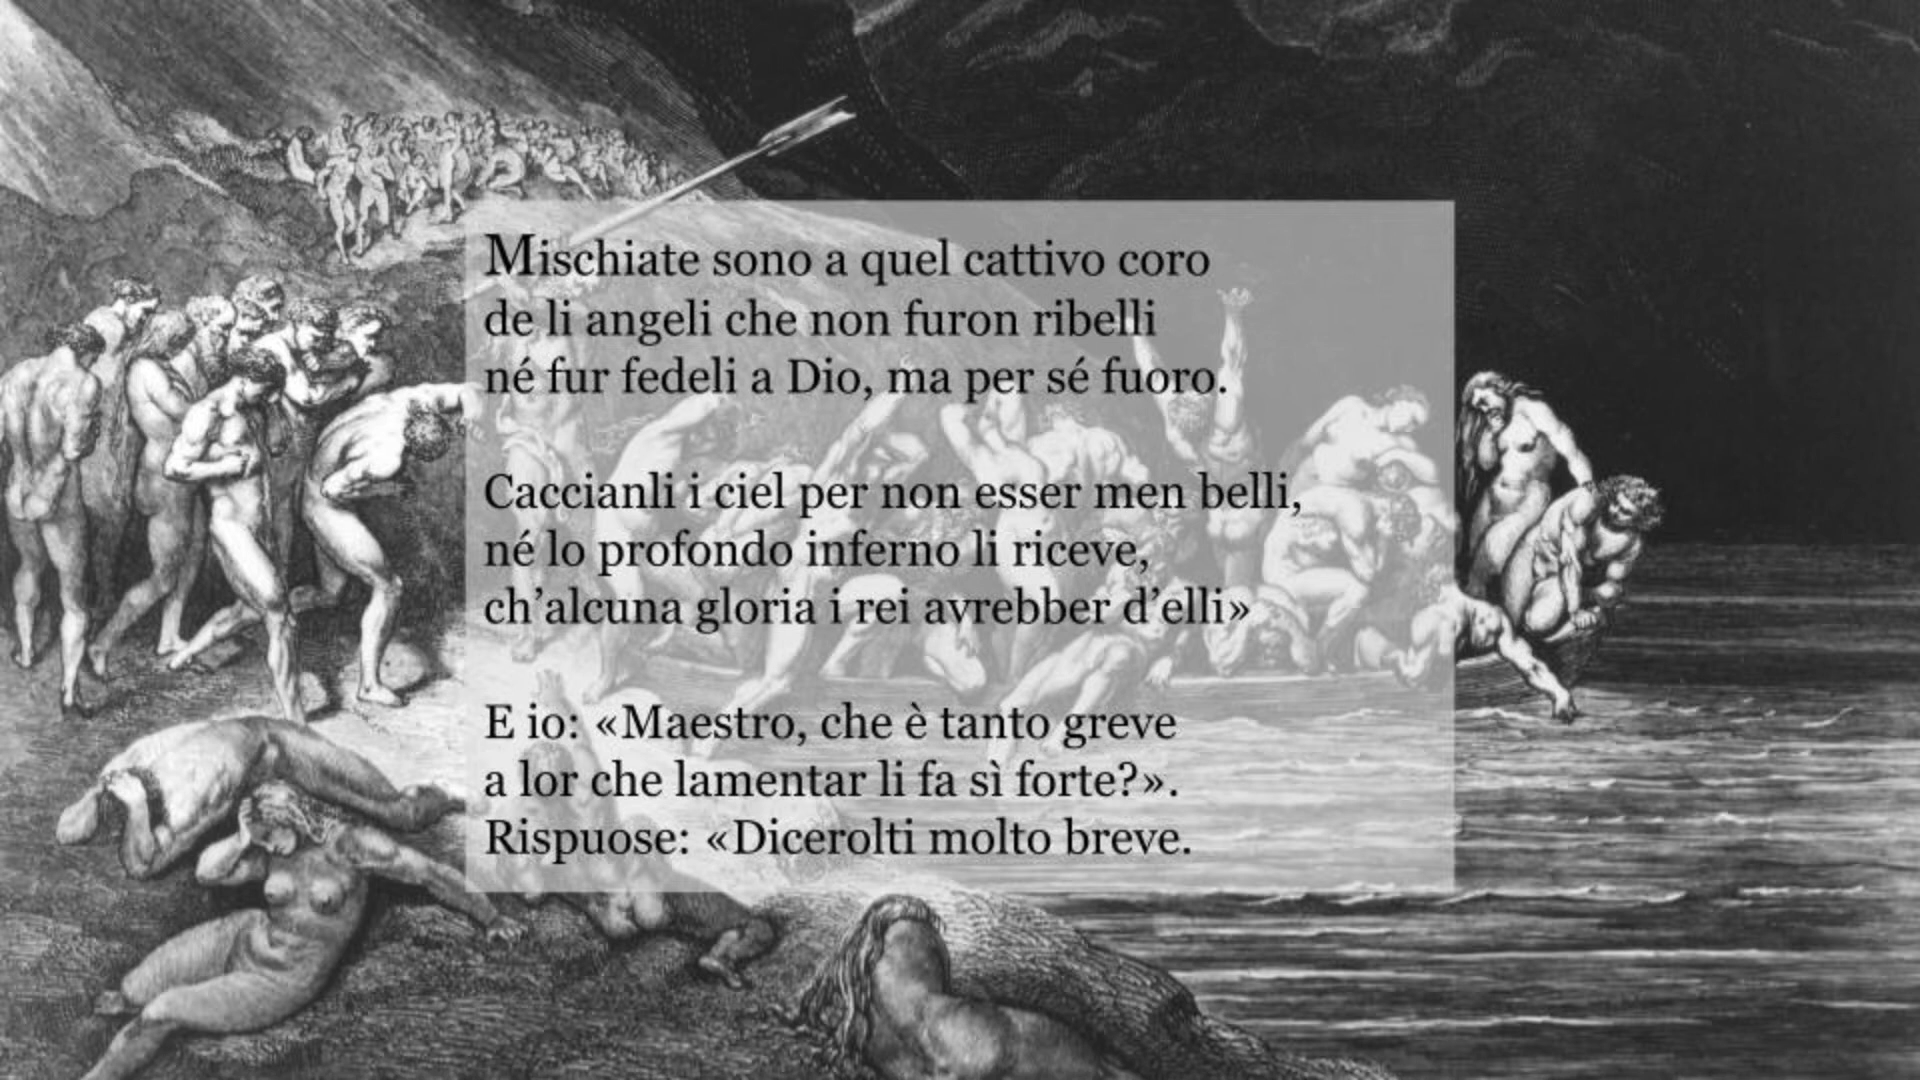 Mischiate sono a quel cattivo coro
de li angeli che non furon ribelli
né fur fedeli a Dio, ma per sé fuoro.
Caccianli i ciel per non esser men belli,
né lo profondo inferno li riceve,
ch’alcuna gloria i rei avrebber d’elli»
E io: «Maestro, che è tanto greve
a lor che lamentar li fa sì forte?».
Rispuose: «Dicerolti molto breve.